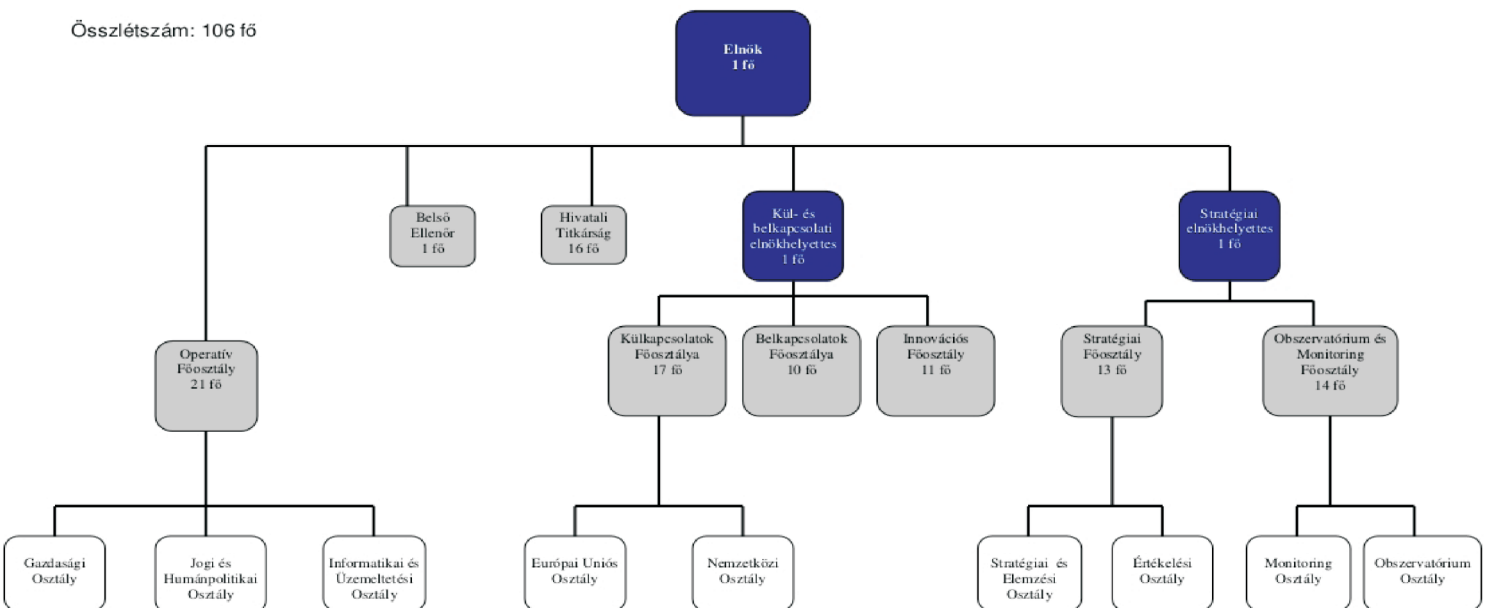 Összlétszám: 106 fő
Elnök
1 fő
Belső
Ellenőr
1 fő
Hivatali
Titkárság
16 fő
Kül- és
belkapcsolati
elnökhelyettes
1 fő
Stratégiai
elnökhelyettes
1 fő
Operatív
Főosztály
21 fő
Külkapcsolatok
Főosztálya
17 fő
Belkapcsolatok
Főosztálya
10 fő
Innovációs
Főosztály
11 fő
Stratégiai
Főosztály
13 fő
Obszervatórium és
Monitoring
Főosztály
14 fő
Gazdasági
Osztály
Jogi és
Humánpolitikai
Osztály
Informatikai és
Üzemeltetési
Osztály
Európai Uniós
Osztály
Nemzetközi
Osztály
Stratégiai és
Elemzési
Osztály
Értékelési
Osztály
Monitoring
Osztály
Obszervatórium
Osztály